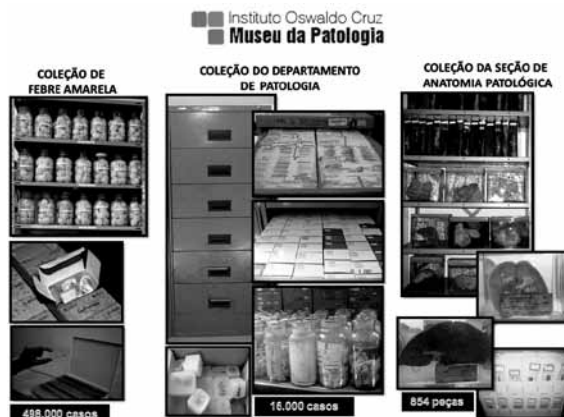 Instituto Oswaldo Cruz
Museu da Patologia
COLEÇÃO DE
FEBRE AMARELA
COLEÇÃO DO DEPARTAMENTO
DE PATOLOGIA
COLEÇÃO DA SEÇÃO DE
ANATOMIA PATOLÓGICA
498.000 casos
16.000 casos
854 peças